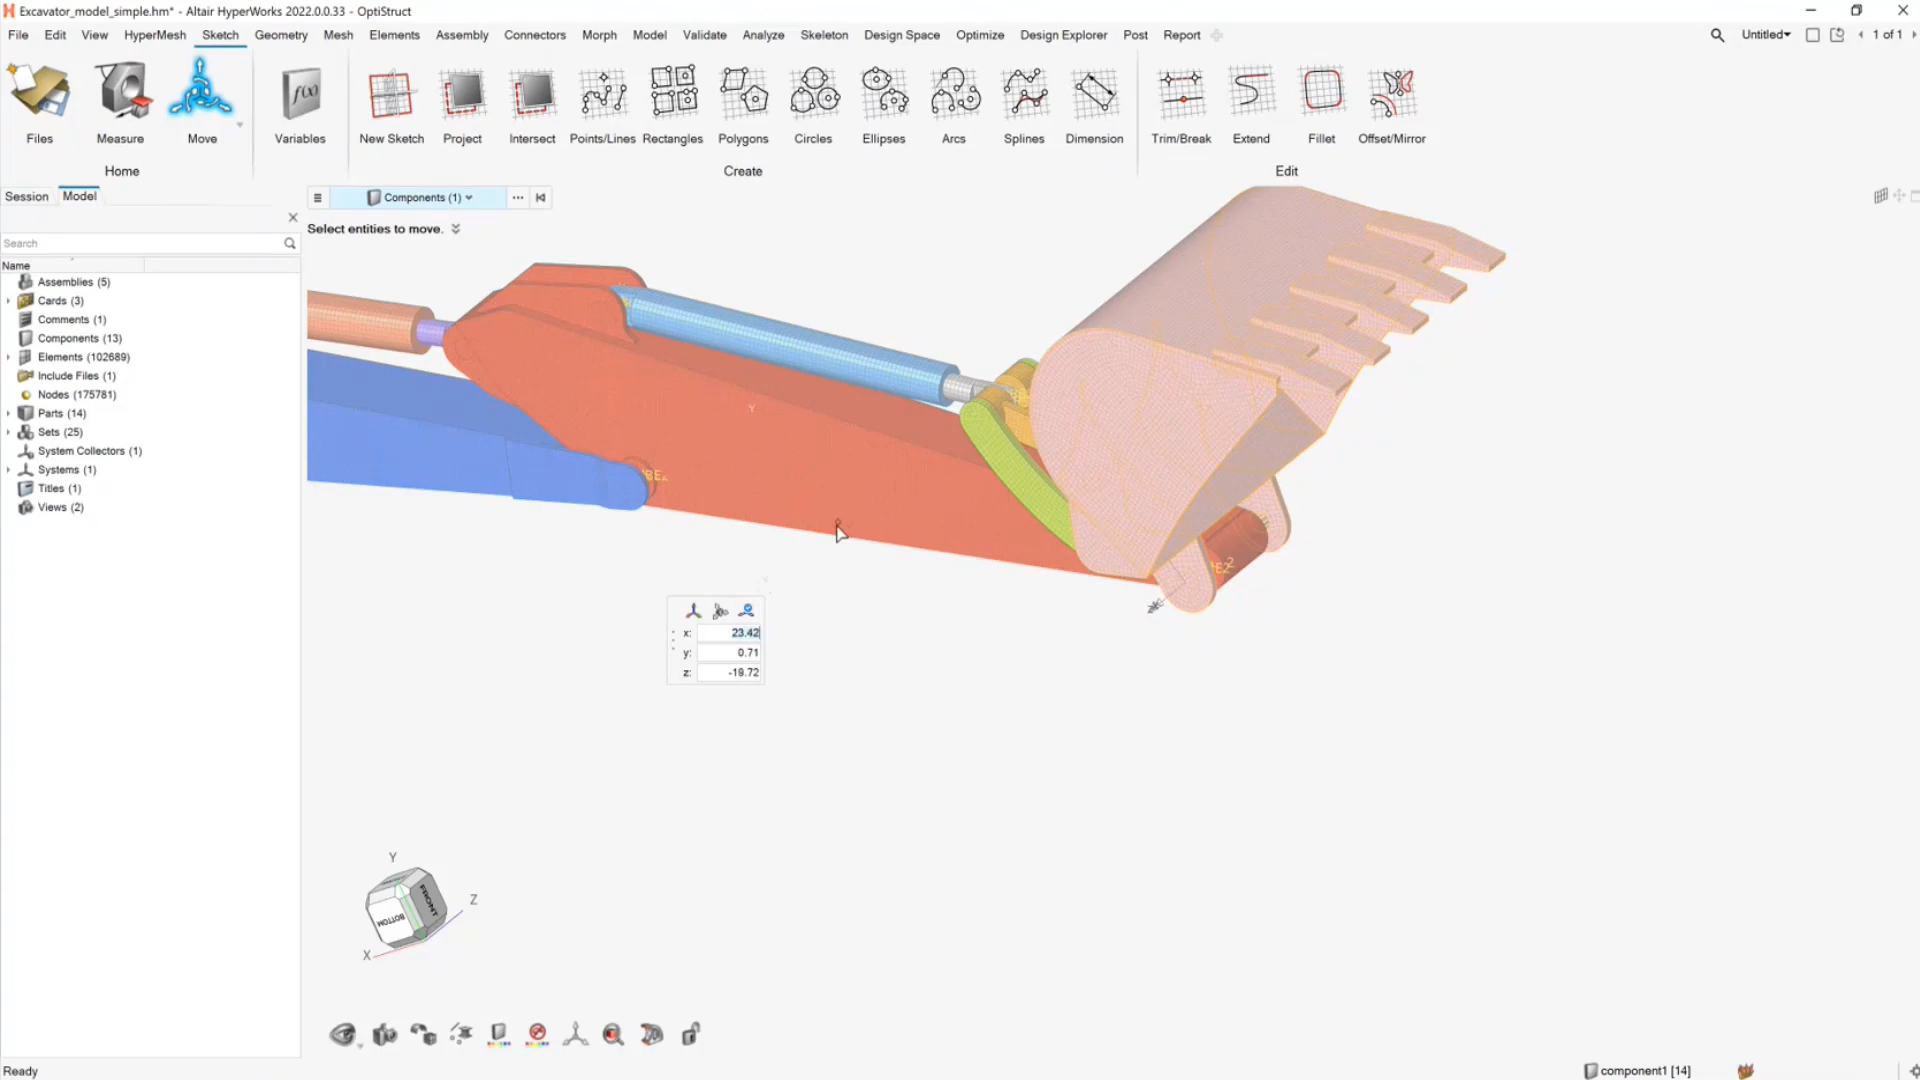 Excavator_model_simple.hm* - Altair HyperWorks 2022.0.0.33 - OptiStruct
File Edit View HyperMesh Sketch Geometry Mesh Elements Assembly Connectors Morph Model Validate Analyze Skeleton Design Space Optimize Design Explorer Post Report Untitled 1 of 1
f(x)
Files Measure Move Variables New Sketch Project Intersect Points/Lines Rectangles Polygons Circles Ellipses Arcs Splines Dimension Trim/Break Extend Fillet Offset/Mirror
Home Create Edit
Session Model
Components (1)
Select entities to move.
Search
Name
Assemblies (5)
Cards (3)
Comments (1)
Components (13)
Elements (102689)
Include Files (1)
Nodes (175781)
Parts (14)
Sets (25)
System Collectors (1)
Systems (1)
Titles (1)
Views (2)
Y
x: 23.42
y: 0.71
z: -19.72
Y
Z
X
FRONT
BOTTOM
Ready
component1 [14]